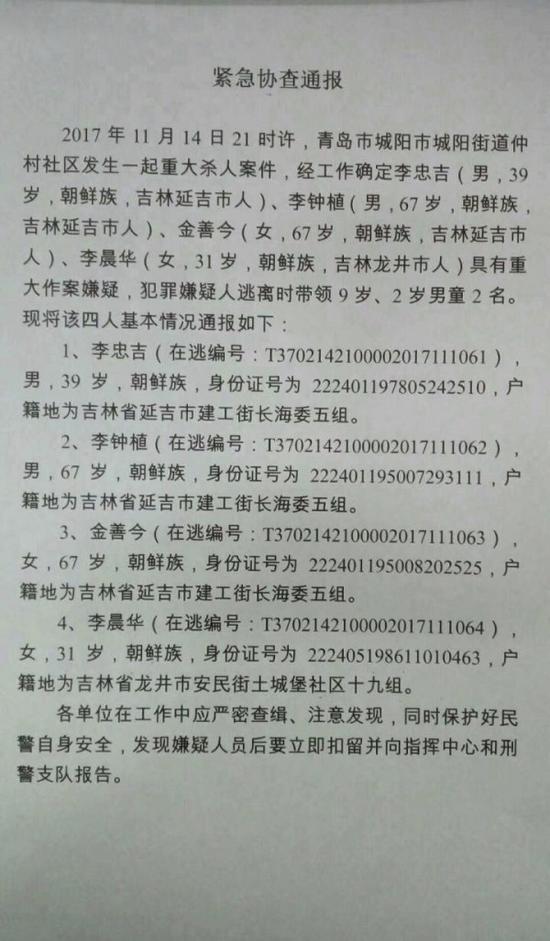 紧急协查通报
2017 年 11 月 14 日 21 时许，青岛市城阳市城阳街道仲
村社区发生一起重大杀人案件，经工作确定李忠吉（男，39
岁，朝鲜族，吉林延吉市人）、李钟植（男，67 岁，朝鲜族，
吉林延吉市人）、金善今（女，67 岁，朝鲜族，吉林延吉市
人）、李晨华（女，31 岁，朝鲜族，吉林龙井市人）具有重
大作案嫌疑，犯罪嫌疑人逃离时带领 9 岁、2 岁男童 2 名。
现将该四人基本情况通报如下：
1、李忠吉（在逃编号：T3702142100002017111061），
男，39 岁，朝鲜族，身份证号为 222401197805242510，户
籍地为吉林省延吉市建工街长海委五组。
2、李钟植（在逃编号：T3702142100002017111062），
男，67 岁，朝鲜族，身份证号为 222401195007293111，户
籍地为吉林省延吉市建工街长海委五组。
3、金善今（在逃编号：T3702142100002017111063），
女，67 岁，朝鲜族，身份证号为 222401195008202525，户
籍地为吉林省延吉市建工街长海委五组。
4、李晨华（在逃编号：T3702142100002017111064），
女，31 岁，朝鲜族，身份证号为 222405198611010463，户
籍地为吉林省龙井市安民街土城堡社区十九组。
各单位在工作中应严密查缉、注意发现，同时保护好民
警自身安全，发现嫌疑人员后要立即扣留并向指挥中心和刑
警支队报告。